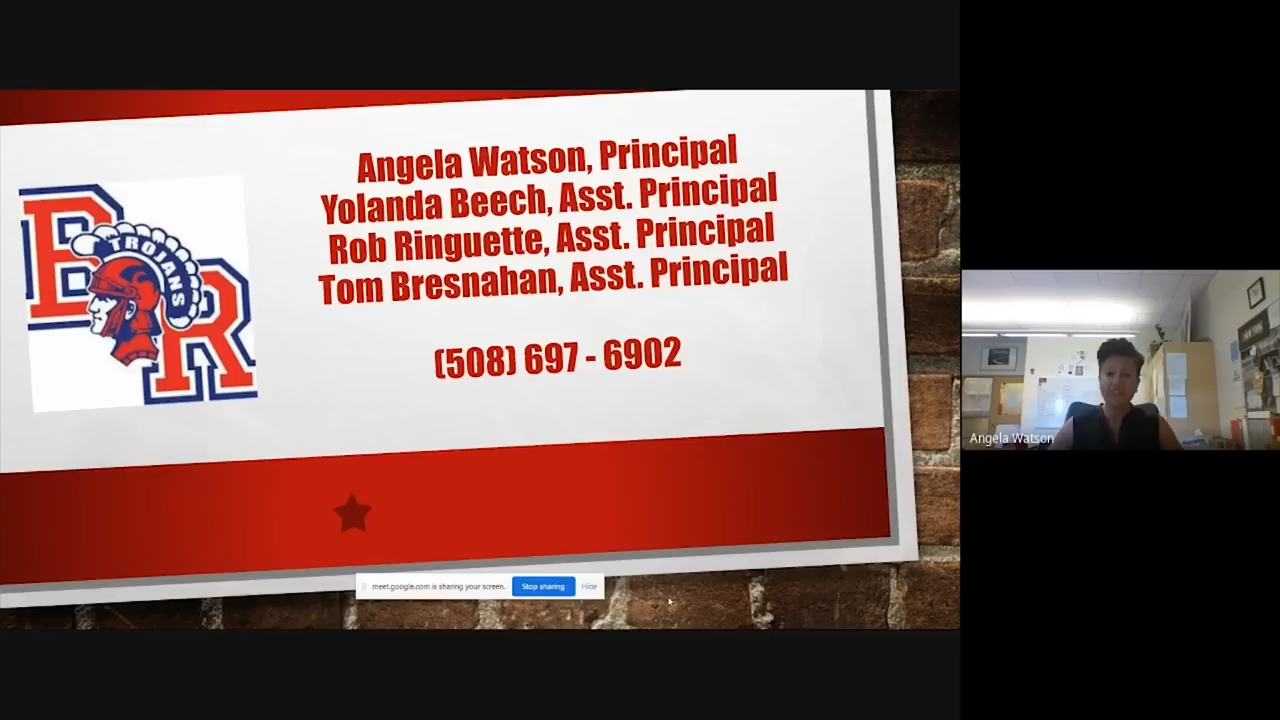 Angela Watson, Principal
Yolanda Beech, Asst. Principal
Rob Ringuette, Asst. Principal
Tom Bresnahan, Asst. Principal
(508) 697 - 6902
BR
TROJANS
meet.google.com is sharing your screen.
Stop sharing
Hide
Angela Watson